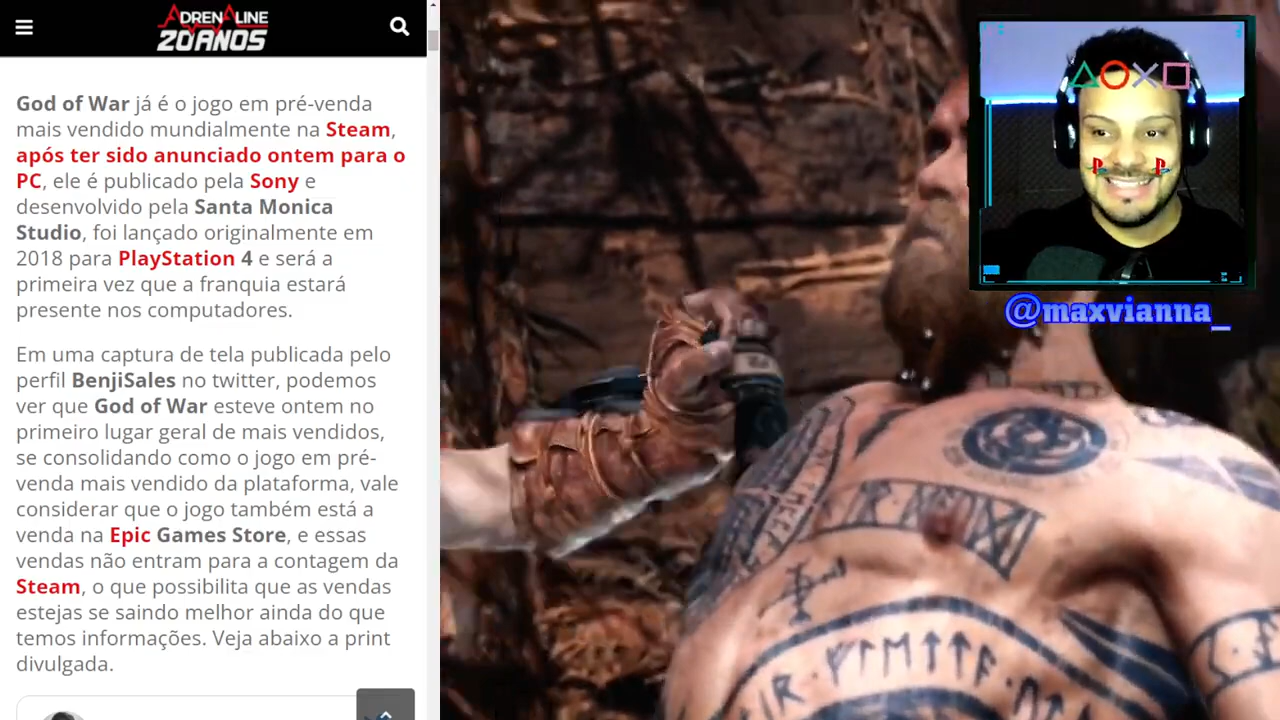 ADRENALINE
20 ANOS
God of War já é o jogo em pré-venda
mais vendido mundialmente na Steam,
após ter sido anunciado ontem para o
PC, ele é publicado pela Sony e
desenvolvido pela Santa Monica
Studio, foi lançado originalmente em
2018 para PlayStation 4 e será a
primeira vez que a franquia estará
presente nos computadores.
Em uma captura de tela publicada pelo
perfil BenjiSales no twitter, podemos
ver que God of War esteve ontem no
primeiro lugar geral de mais vendidos,
se consolidando como o jogo em pré-
venda mais vendido da plataforma, vale
considerar que o jogo também está a
venda na Epic Games Store, e essas
vendas não entram para a contagem da
Steam, o que possibilita que as vendas
estejas se saindo melhor ainda do que
temos informações. Veja abaixo a print
divulgada.
@maxvianna_